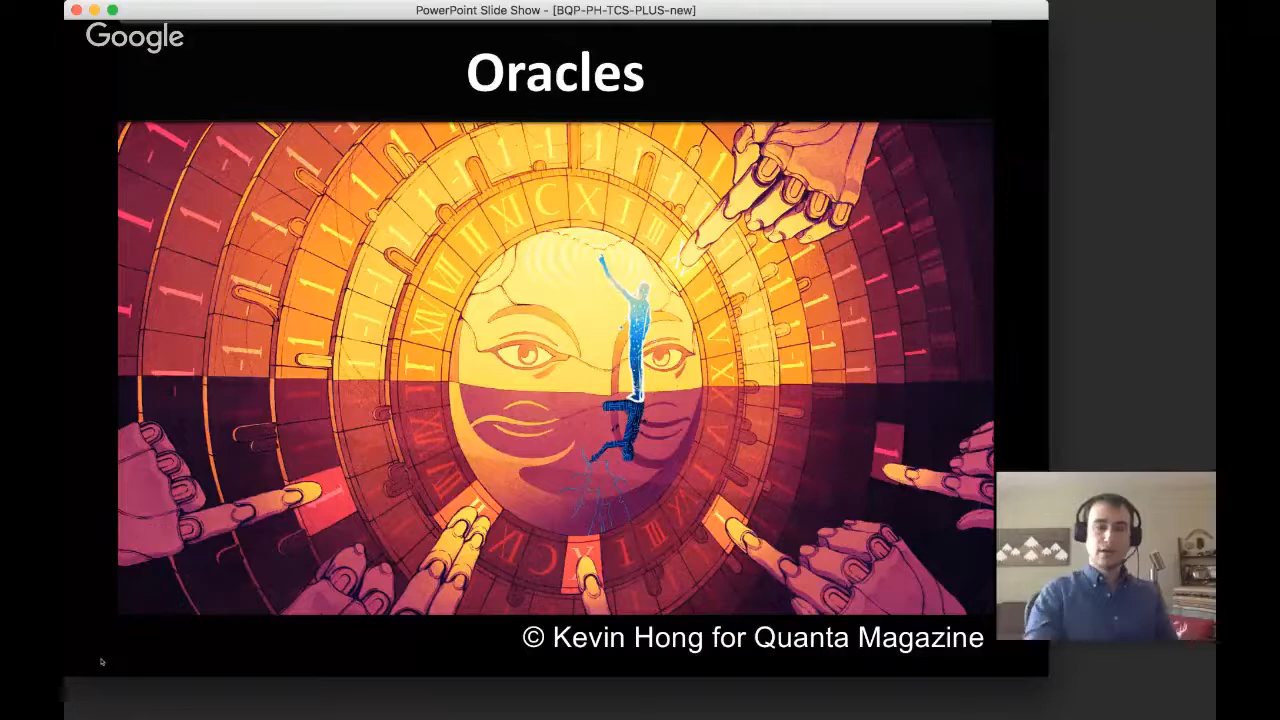 PowerPoint Slide Show - [BQP-PH-TCS-PLUS-new]
Google
Oracles
© Kevin Hong for Quanta Magazine